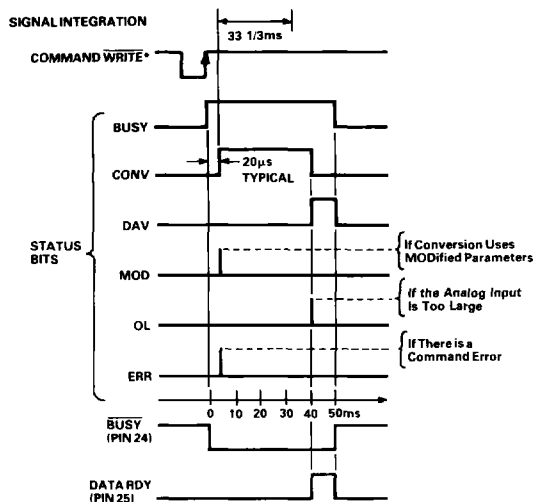 SIGNAL INTEGRATION
33 1/3ms
COMMAND WRITE*
BUSY
CONV
20μs
TYPICAL
DAV
STATUS
BITS
If Conversion Uses
MODified Parameters
MOD
If the Analog Input
Is Too Large
OL
If There is a
Command Error
ERR
0 10 20 30 40 50ms
BUSY
(PIN 24)
DATA RDY
(PIN 25)